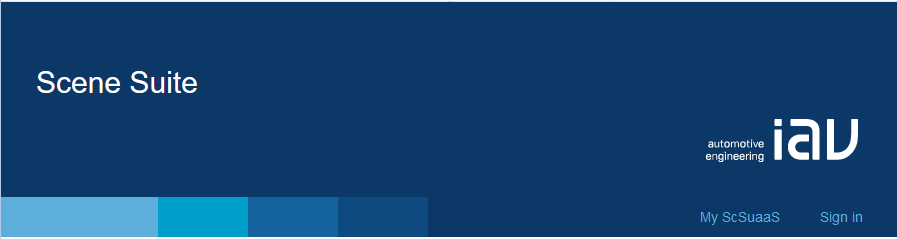 Scene Suite
automotive
engineering
iav
My ScSuaaS
Sign in